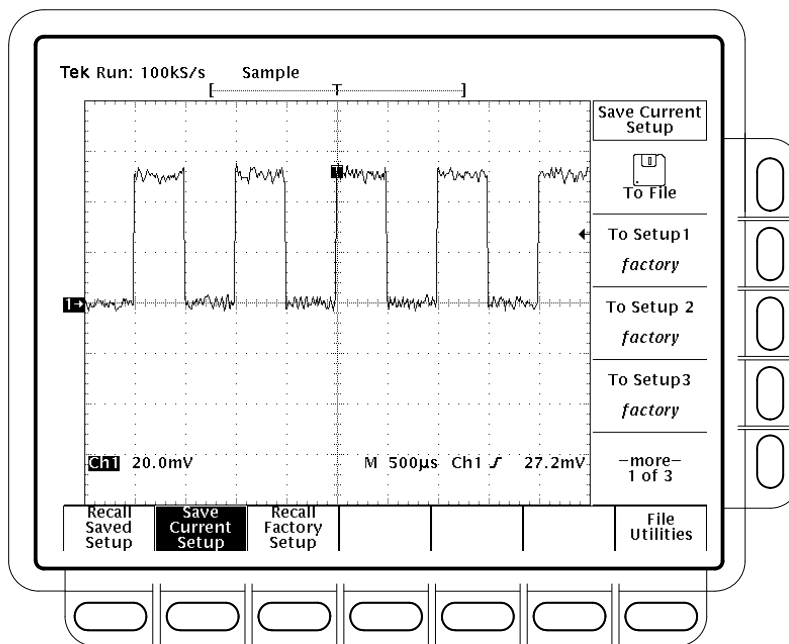 Tek Run: 100kS/s Sample
[ T ]
Save Current
Setup
To File
To Setup1
factory
To Setup 2
factory
To Setup3
factory
–more–
1 of 3
T
1→
Ch1 20.0mV M 500µs Ch1 27.2mV
Recall
Saved
Setup
Save
Current
Setup
Recall
Factory
Setup
File
Utilities